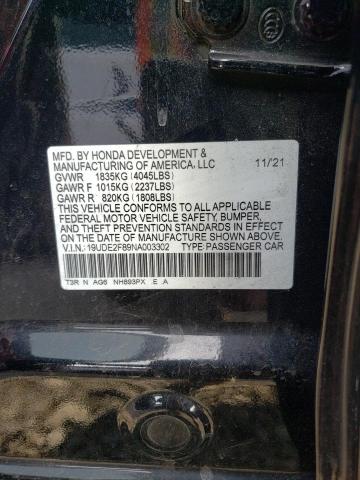 MFD. BY HONDA DEVELOPMENT &
MANUFACTURING OF AMERICA, LLC 11/21
GVWR 1835KG (4045LBS)
GAWR F 1015KG (2237LBS)
GAWR R 820KG (1808LBS)
THIS VEHICLE CONFORMS TO ALL APPLICABLE
FEDERAL MOTOR VEHICLE SAFETY, BUMPER,
AND THEFT PREVENTION STANDARDS IN EFFECT ON
THE DATE OF MANUFACTURE SHOWN ABOVE.
V.I.N.: 19UDE2F89NA003302 TYPE PASSENGER CAR
T3R N AG6 NH893PX E A